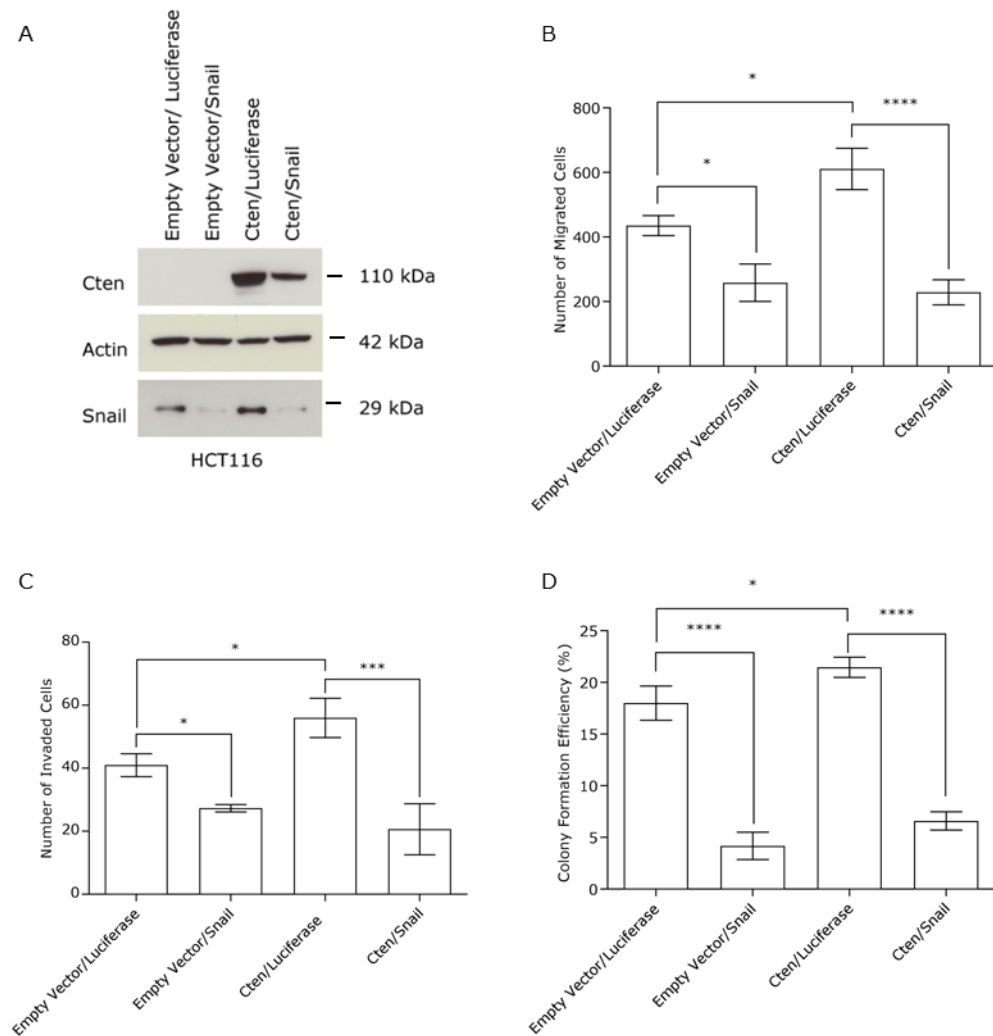 A
Empty Vector/ Luciferase
Empty Vector/Snail
Cten/Luciferase
Cten/Snail
Cten
110 kDa
Actin
42 kDa
Snail
29 kDa
HCT116
B
Number of Migrated Cells
800
600
400
200
0
*
*
****
Empty Vector/Luciferase
Empty Vector/Snail
Cten/Luciferase
Cten/Snail
C
Number of Invaded Cells
80
60
40
20
0
*
*
***
Empty Vector/Luciferase
Empty Vector/Snail
Cten/Luciferase
Cten/Snail
D
Colony Formation Efficiency (%)
25
20
15
10
5
0
*
****
****
Empty Vector/Luciferase
Empty Vector/Snail
Cten/Luciferase
Cten/Snail